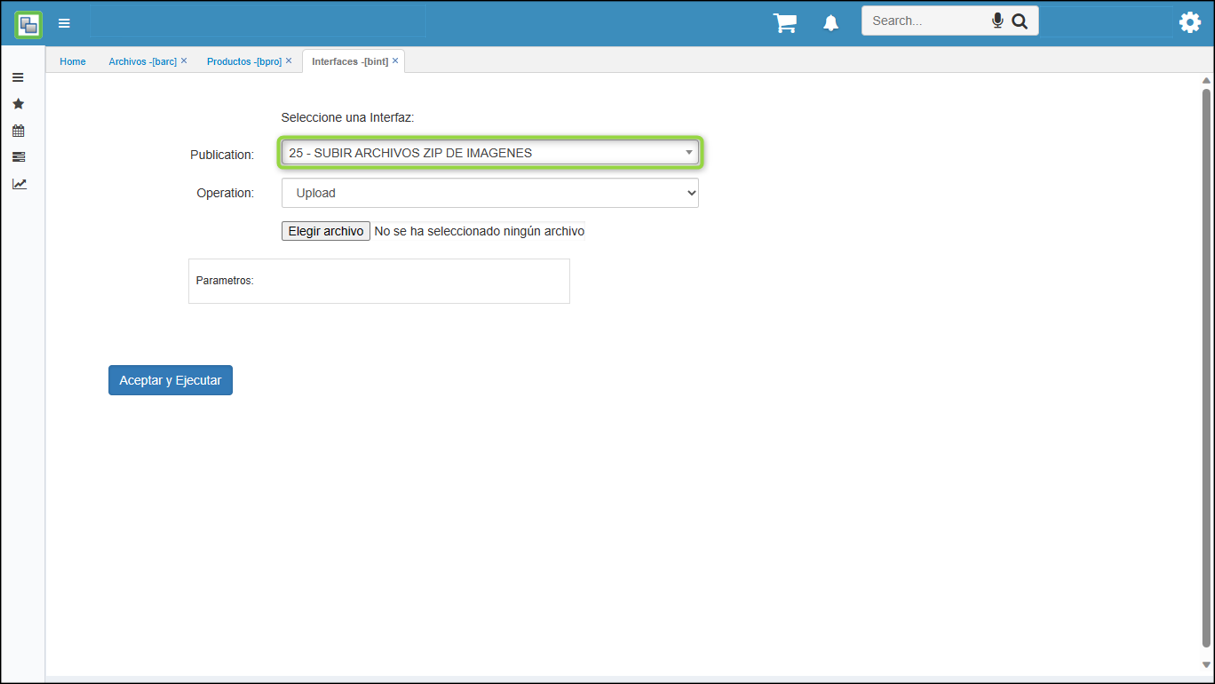 Search...
Home
Archivos -[barc] ×
Productos -[bpro] ×
Interfaces -[bint] ×
Seleccione una Interfaz:
Publication:
25 - SUBIR ARCHIVOS ZIP DE IMAGENES
Operation:
Upload
Elegir archivo No se ha seleccionado ningún archivo
Parametros:
Aceptar y Ejecutar